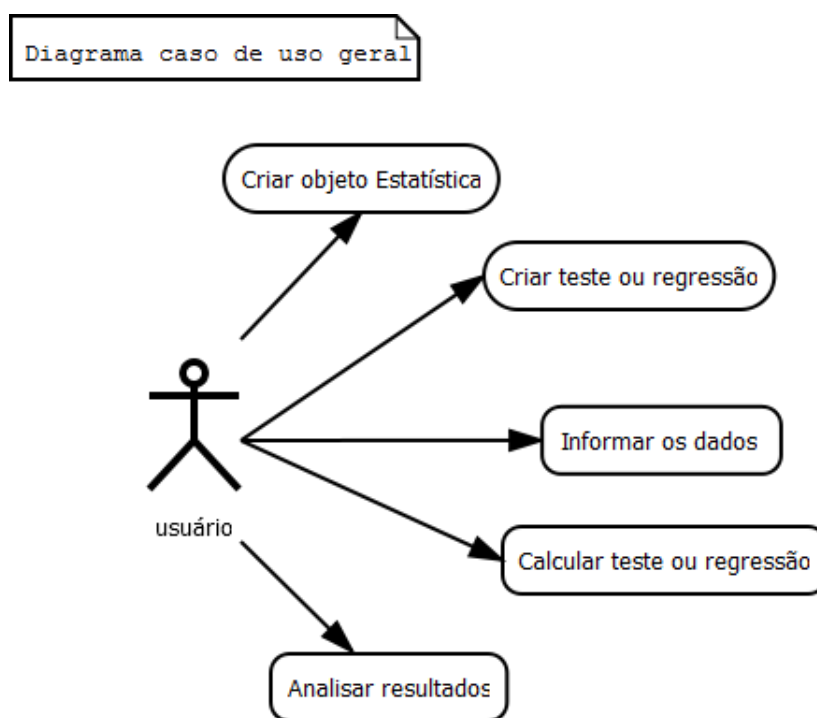 Diagrama caso de uso geral
Criar objeto Estatística
Criar teste ou regressão
Informar os dados
usuário
Calcular teste ou regressão
Analisar resultados